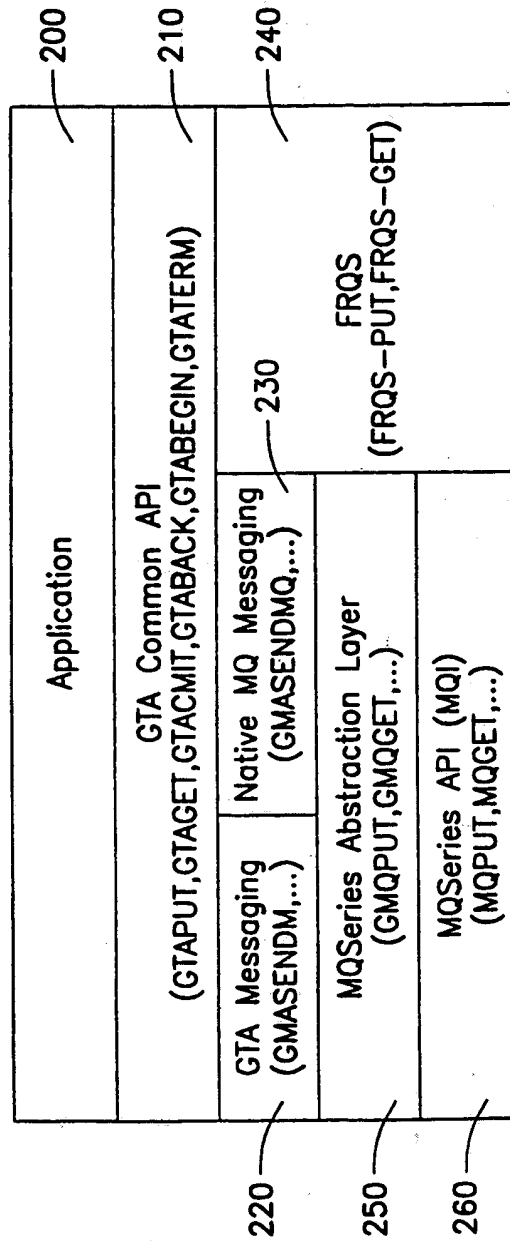 Application
200
GTA Common API
(GTAPUT,GTAGET,GTACMIT,GTABACK,GTABEGIN,GTATERM)
210
GTA Messaging
(GMASENDM,...)
220
Native MQ Messaging
(GMASENDMQ,...)
230
FRQS
(FRQS-PUT,FRQS-GET)
240
MQSeries Abstraction Layer
(GMQPUT,GMQGET,...)
250
MQSeries API (MQI)
(MQPUT,MQGET,...)
260